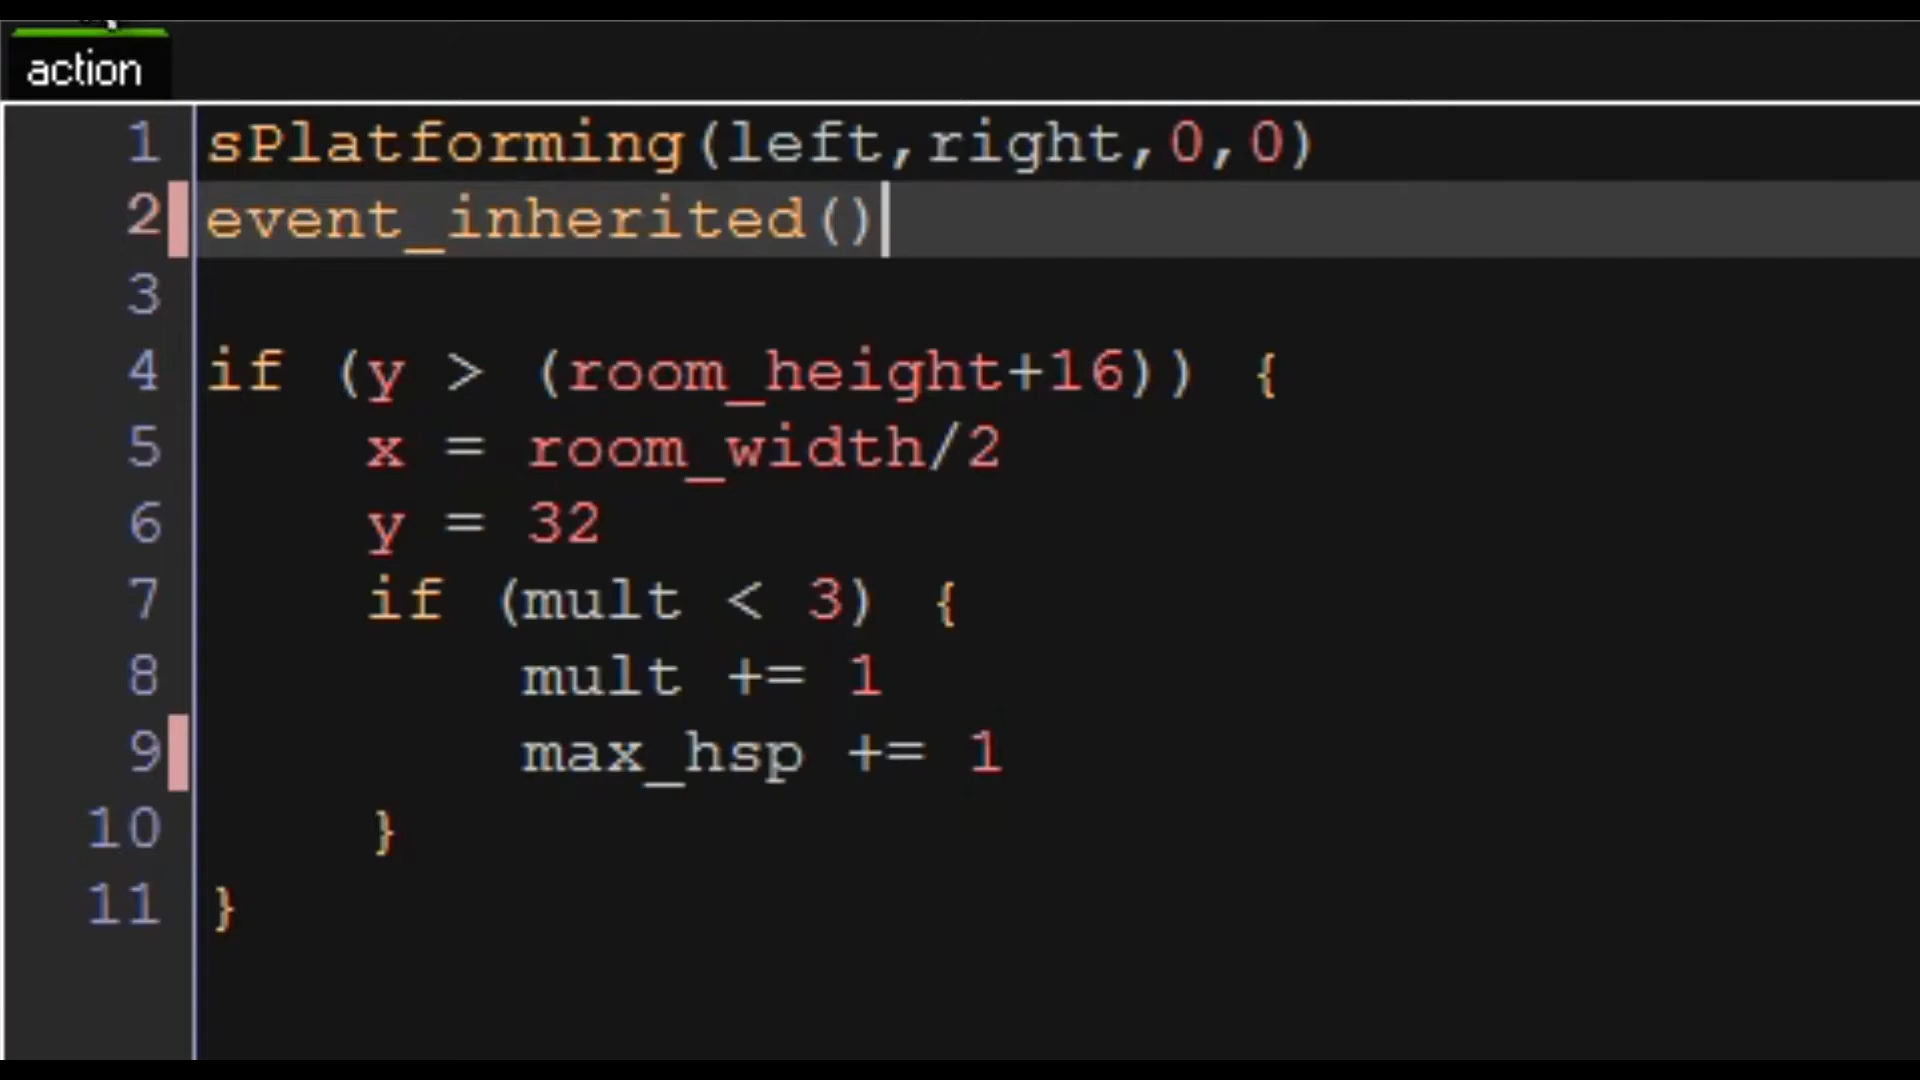 action
1 sPlatforming(left,right,0,0)
2 event_inherited()
3
4 if (y > (room_height+16)) {
5 x = room_width/2
6 y = 32
7 if (mult < 3) {
8 mult += 1
9 max_hsp += 1
10 }
11 }